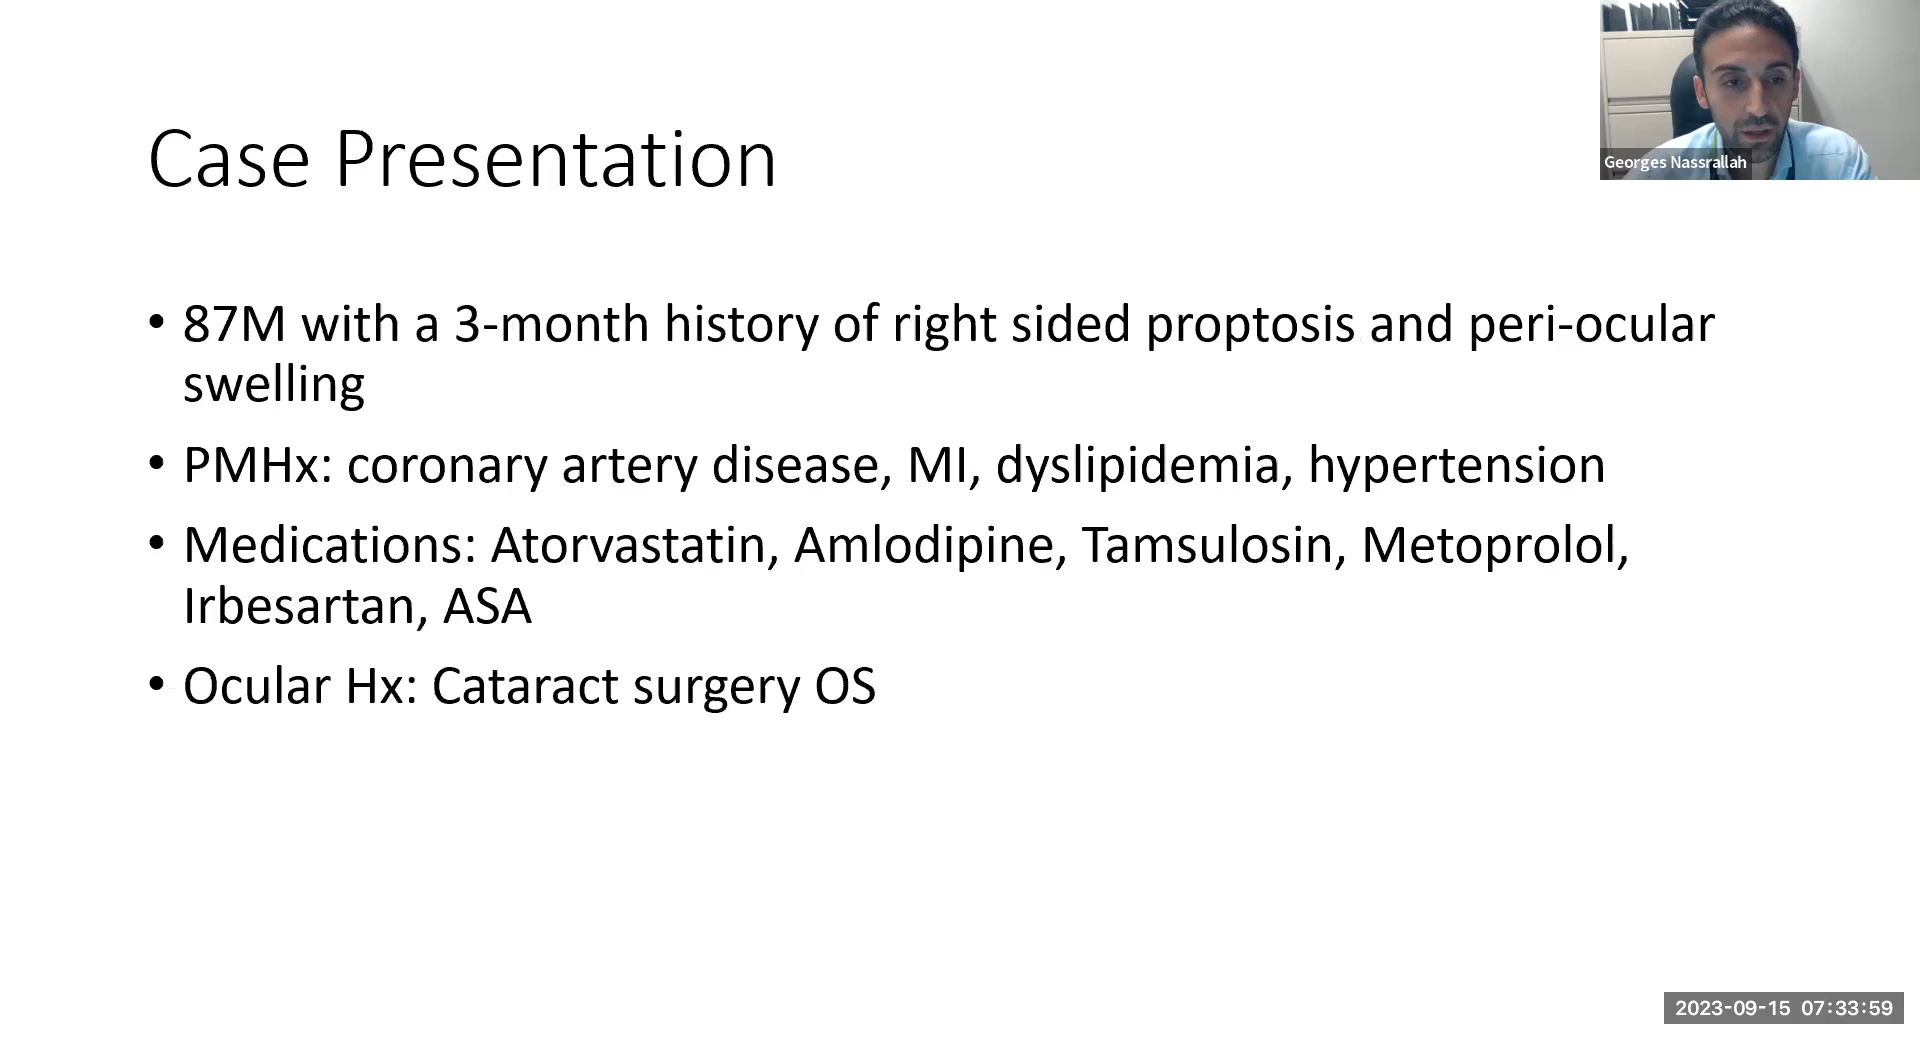 Georges Nassrallah
Case Presentation
• 87M with a 3-month history of right sided proptosis and peri-ocular
swelling
• PMHx: coronary artery disease, MI, dyslipidemia, hypertension
• Medications: Atorvastatin, Amlodipine, Tamsulosin, Metoprolol,
Irbesartan, ASA
• Ocular Hx: Cataract surgery OS
2023-09-15 07:33:59